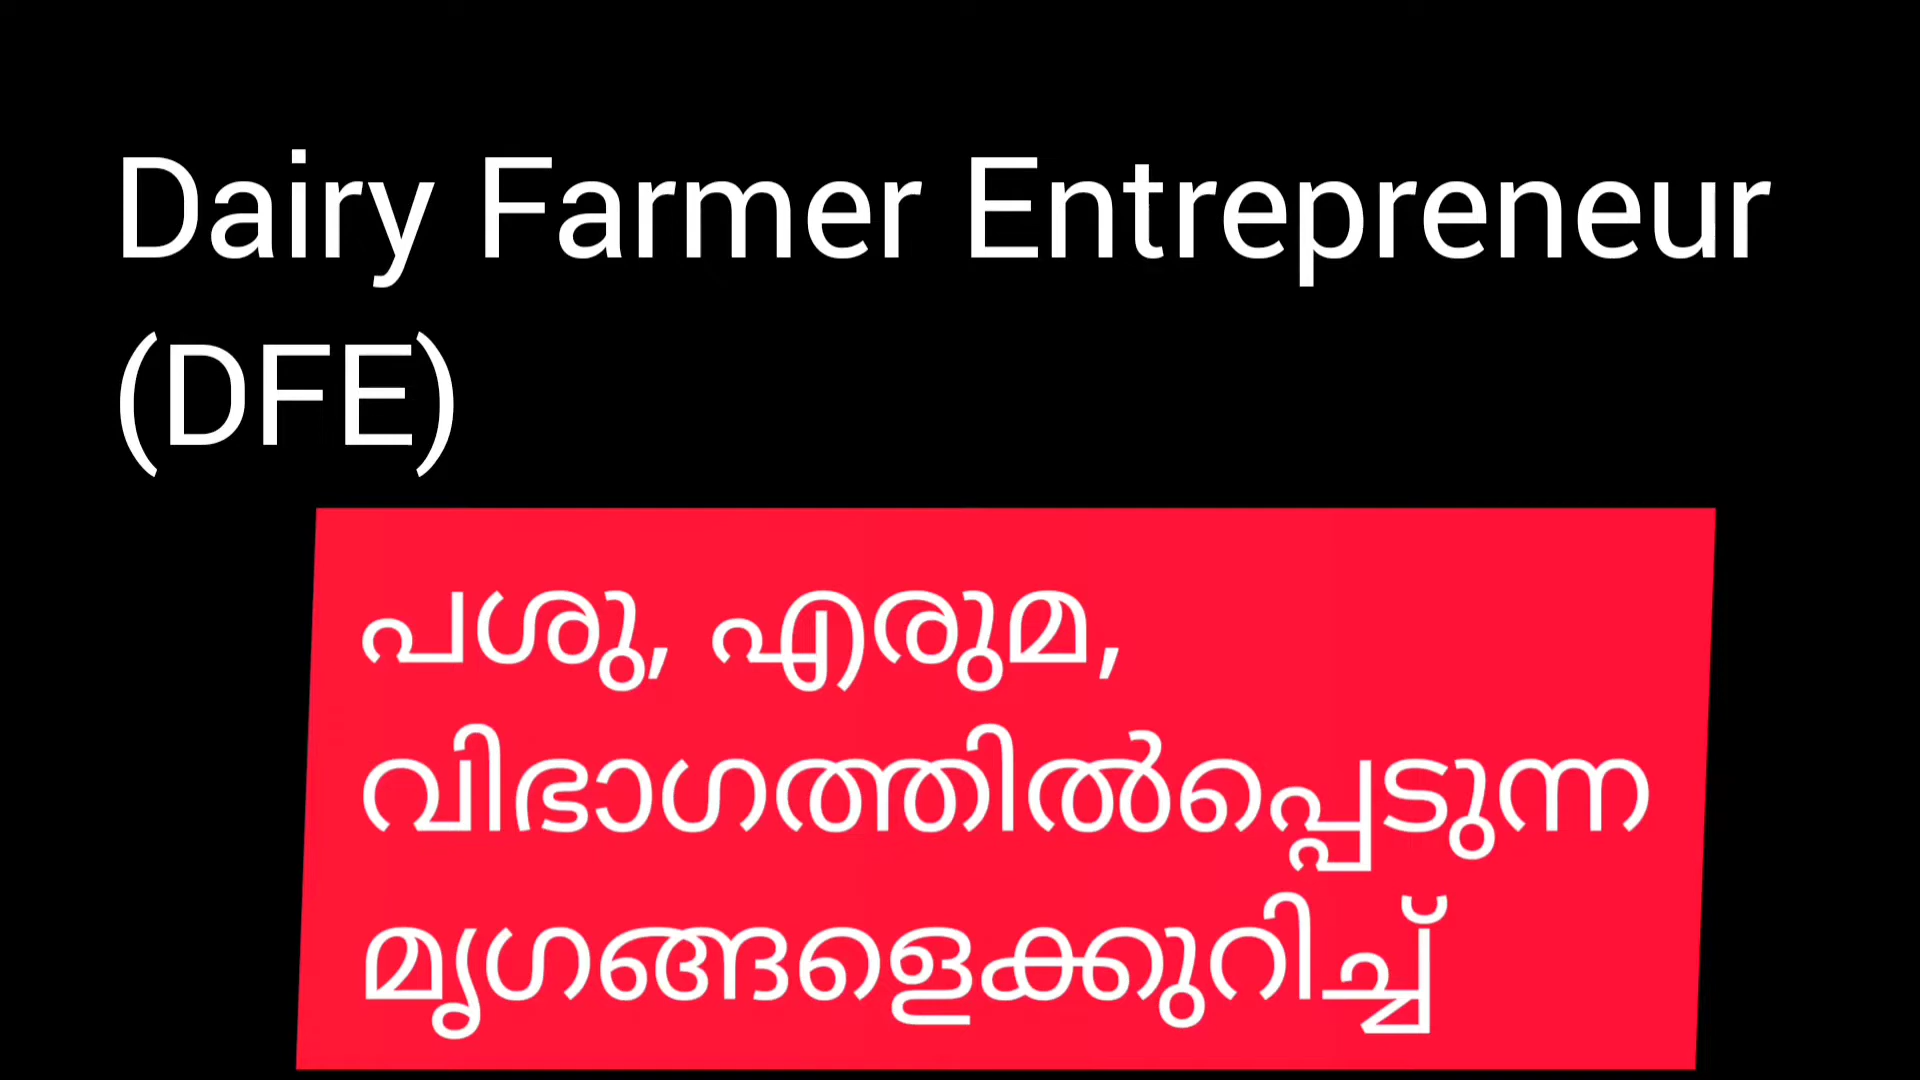 Dairy Farmer Entrepreneur
(DFE)
പശു, എരുമ,
വിഭാഗത്തിൽപ്പെടുന്ന
മൃഗങ്ങളെക്കുറിച്ച്